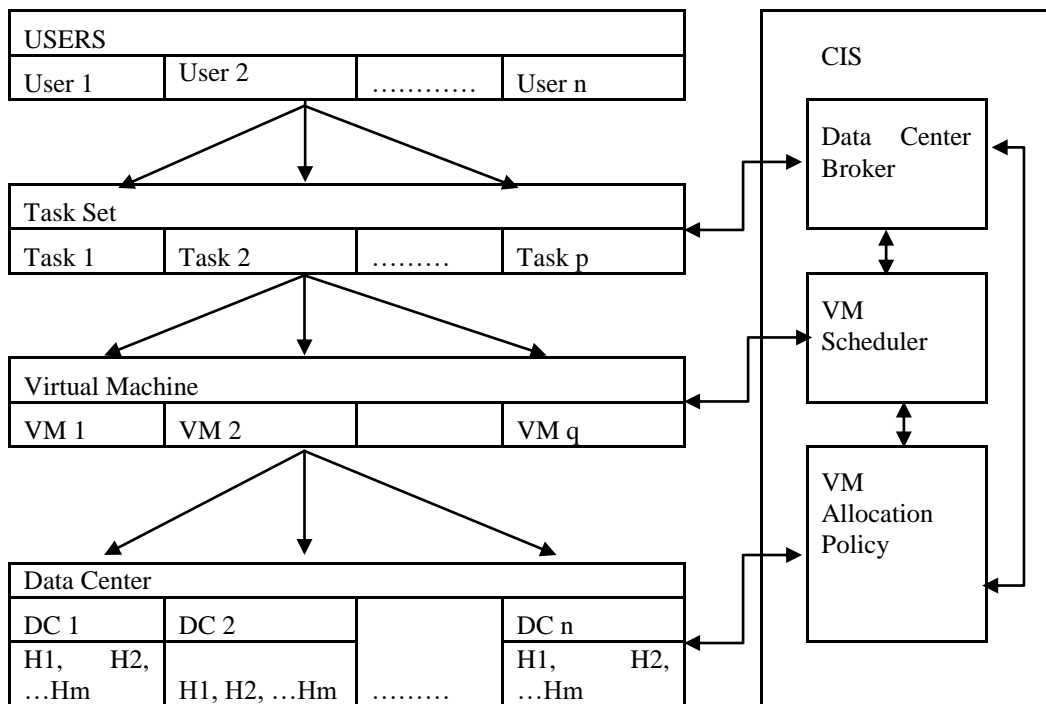 USERS
User 1 User 2 ………… User n
Task Set
Task 1 Task 2 ……… Task p
Virtual Machine
VM 1 VM 2 VM q
Data Center
DC 1 DC 2 DC n
H1, H2,
…Hm
H1, H2, …Hm
………
H1, H2,
…Hm
CIS
Data Center
Broker
VM
Scheduler
VM
Allocation
Policy